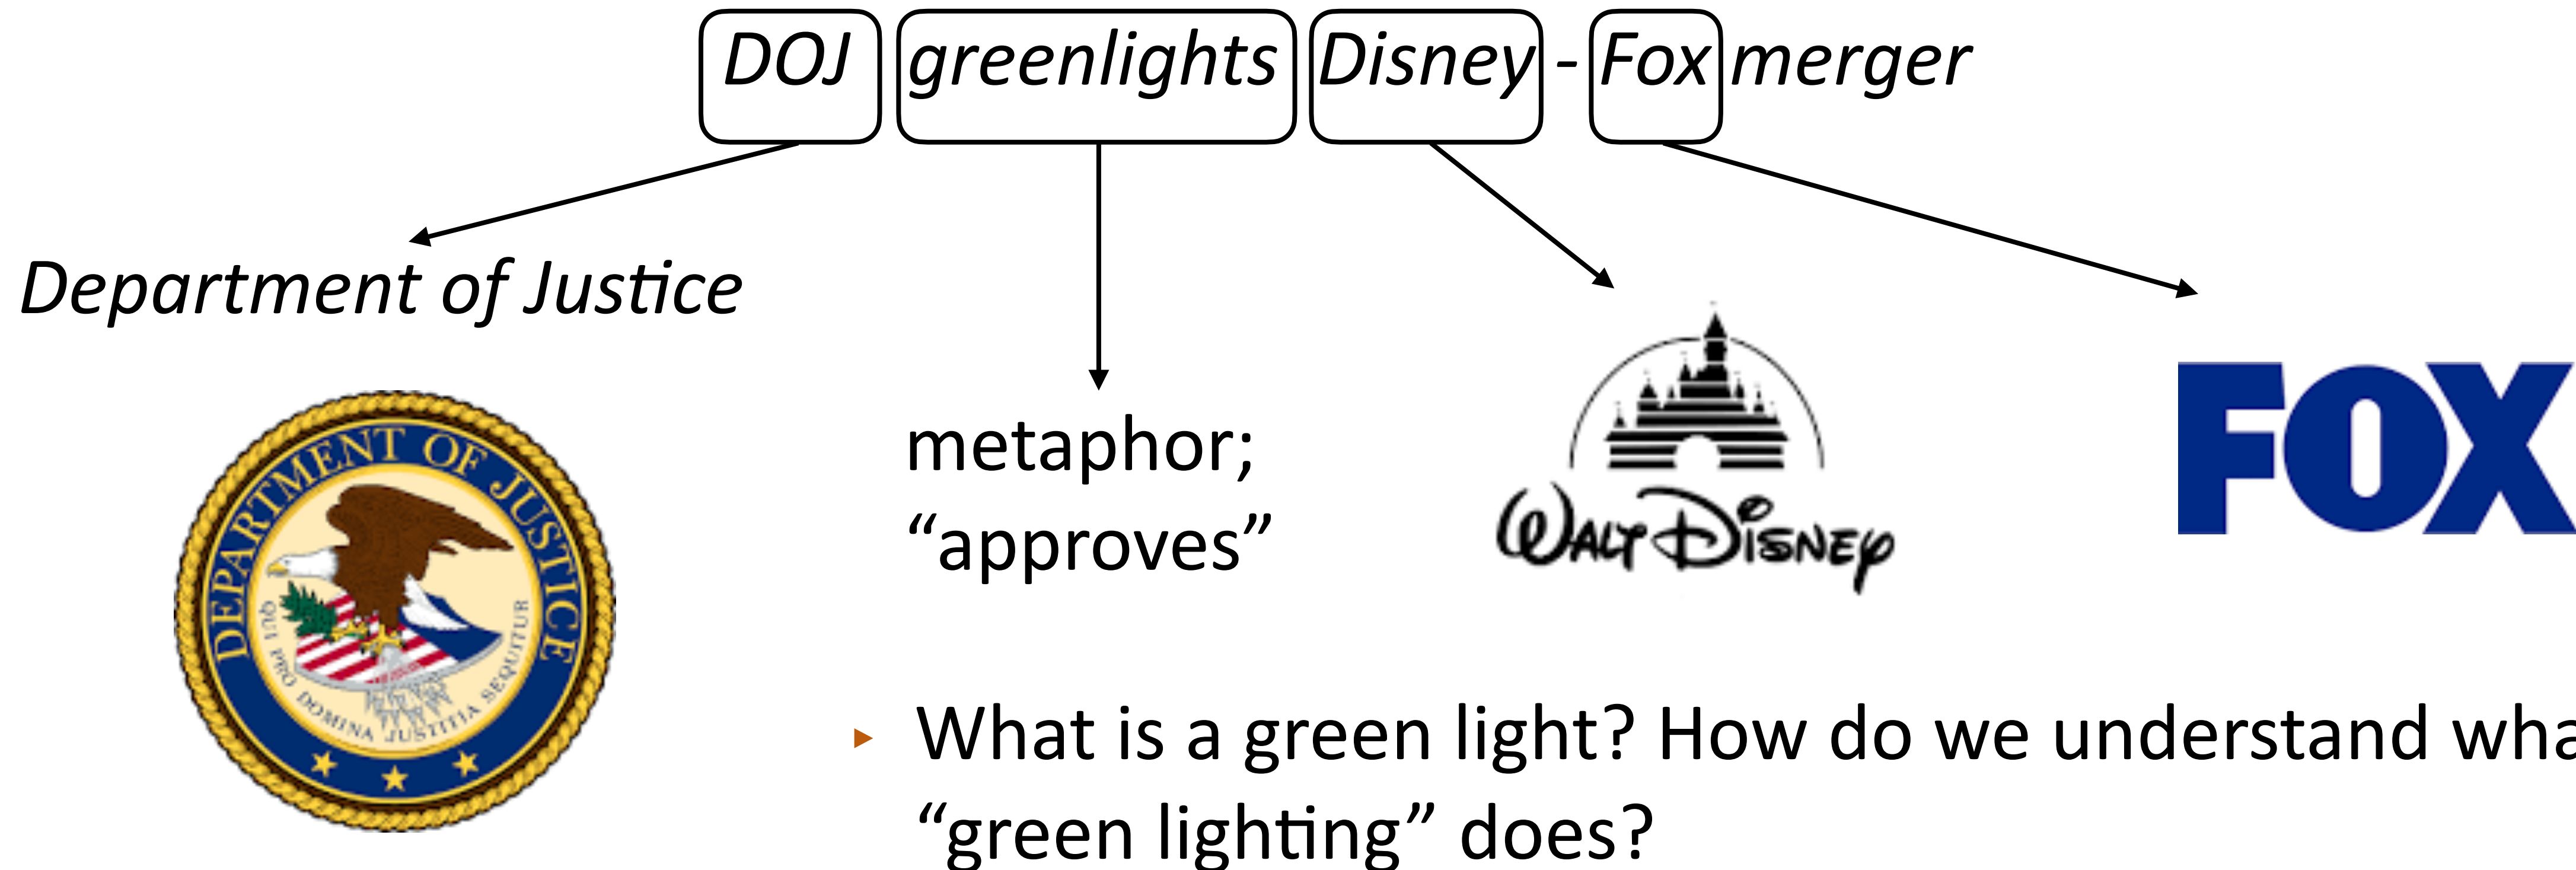 DOJ greenlights Disney - Fox merger
Department of Justice
DEPARTMENT OF JUSTICE
QUI PRO DOMINA JUSTITIA SEQUITUR
metaphor;
“approves”
WALT DISNEY
FOX
▸ What is a green light? How do we understand wha
“green lighting” does?